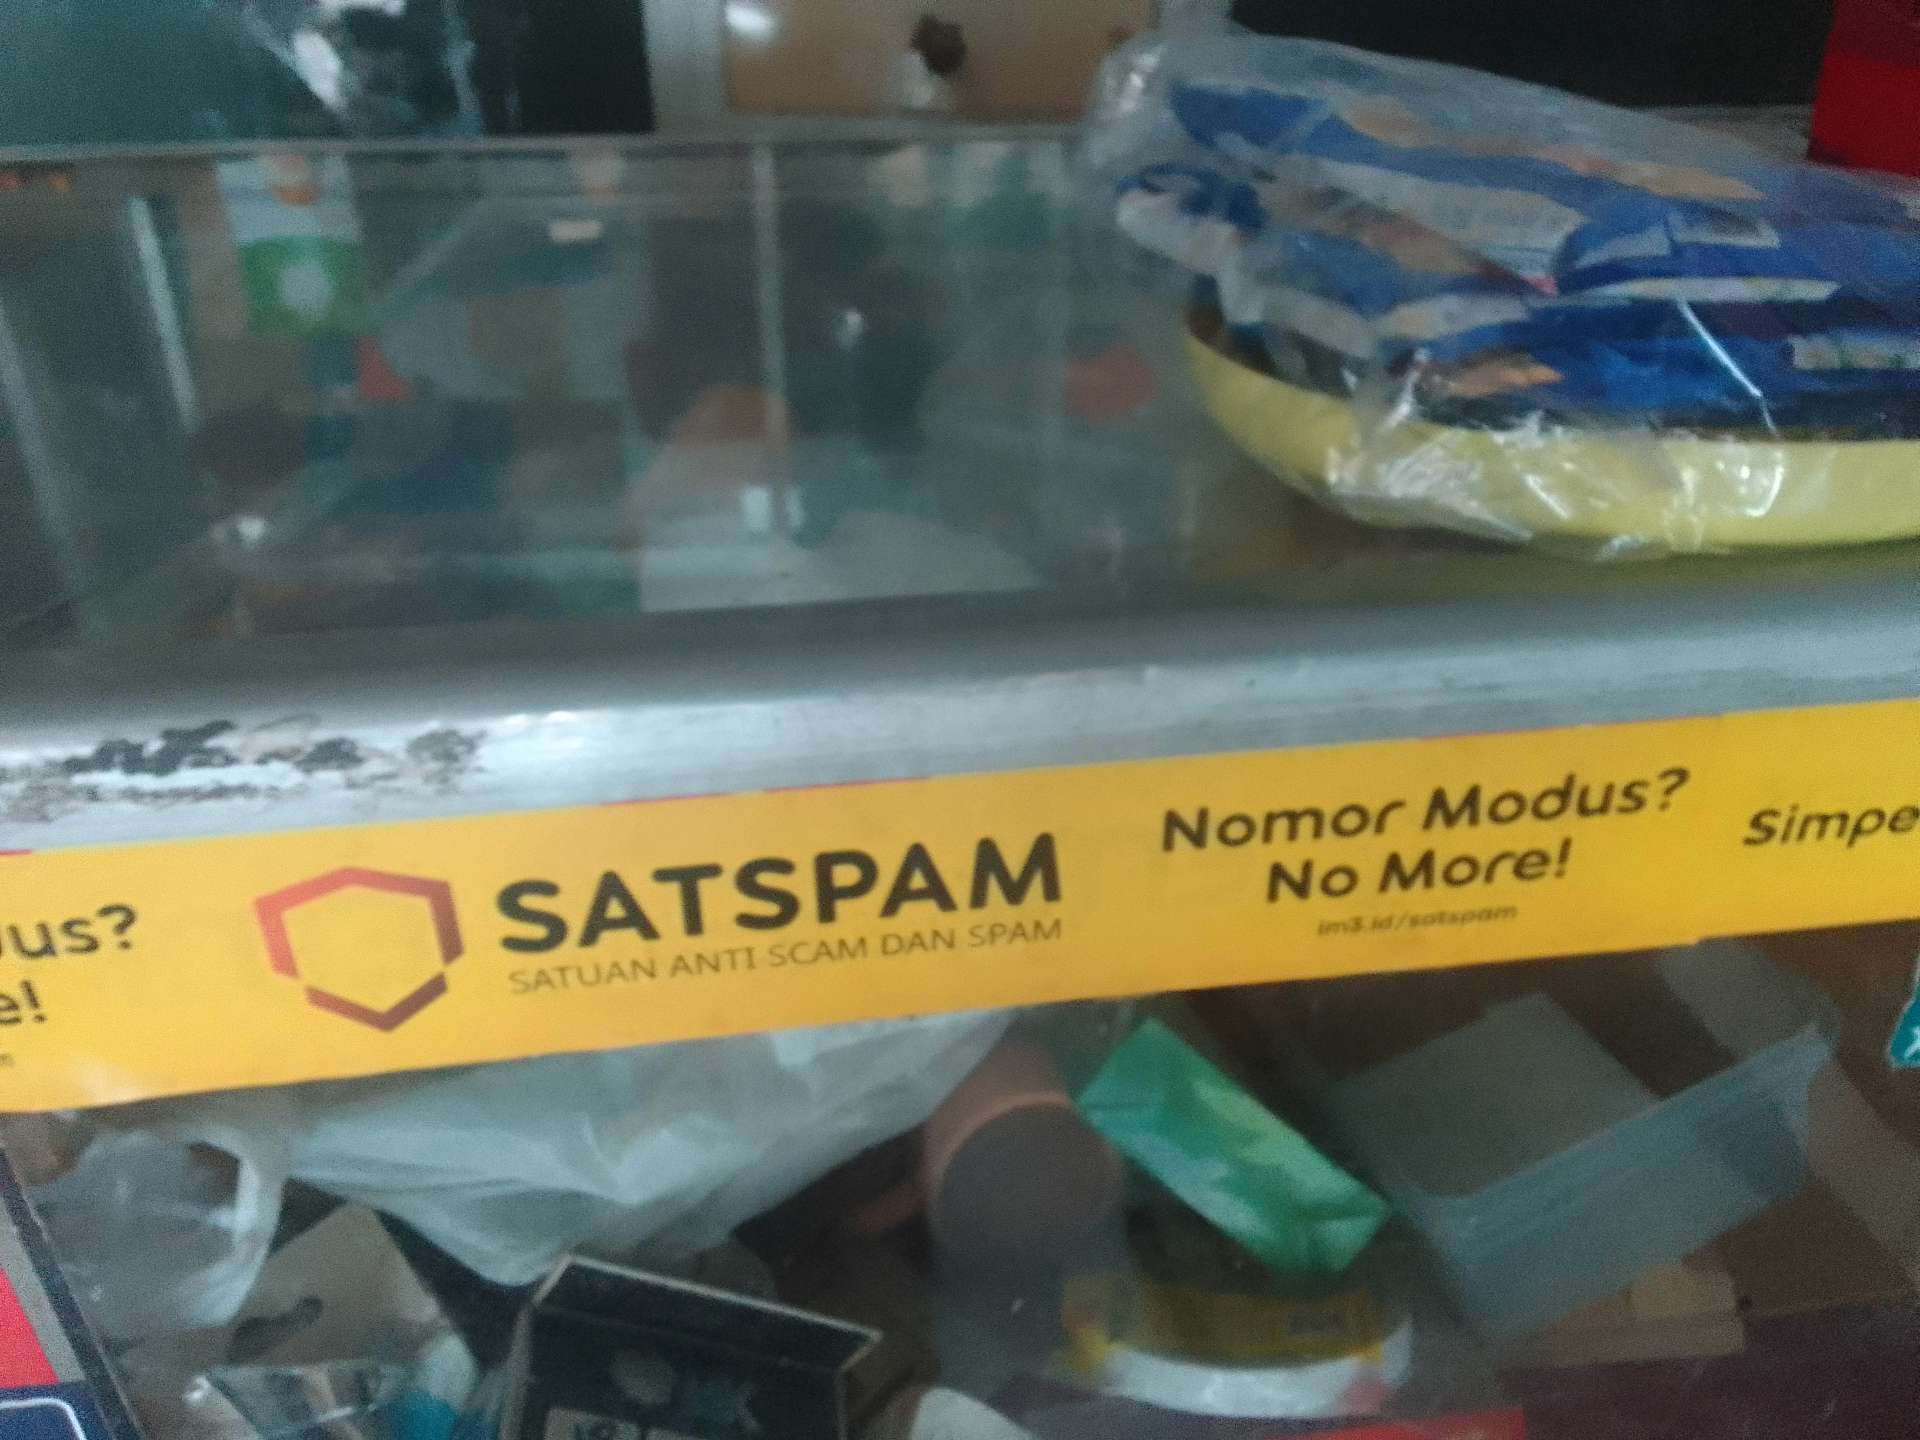 SATSPAM
SATUAN ANTI SCAM DAN SPAM
Nomor Modus?
No More!
im3.id/satspam